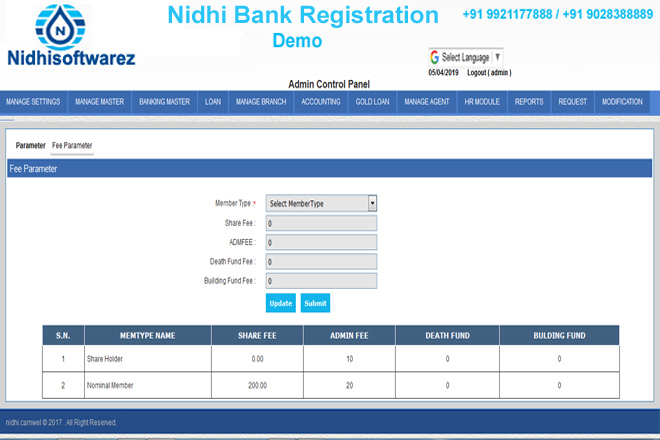 Nidhi Bank Registration
Demo
+91 9921177888 / +91 9028388889
Nidhisoftwarez
G Select Language ▼
05/04/2019 Logout ( admin )
Admin Control Panel
MANAGE SETTINGS MANAGE MASTER BANKING MASTER LOAN MANAGE BRANCH ACCOUNTING GOLD LOAN MANAGE AGENT HR MODULE REPORTS REQUEST MODIFICATION
Parameter Fee Parameter
Fee Parameter
Member Type :* Select MemberType
Share Fee : 0
ADMFEE : 0
Death Fund Fee : 0
Building Fund Fee : 0
Update Submit
S.N. MEMTYPE NAME SHARE FEE ADMIN FEE DEATH FUND BULDING FUND
1 Share Holder 0.00 10 0 0
2 Nominal Member 200.00 20 0 0
nidhi.camwel © 2017 . All Right Reserved.